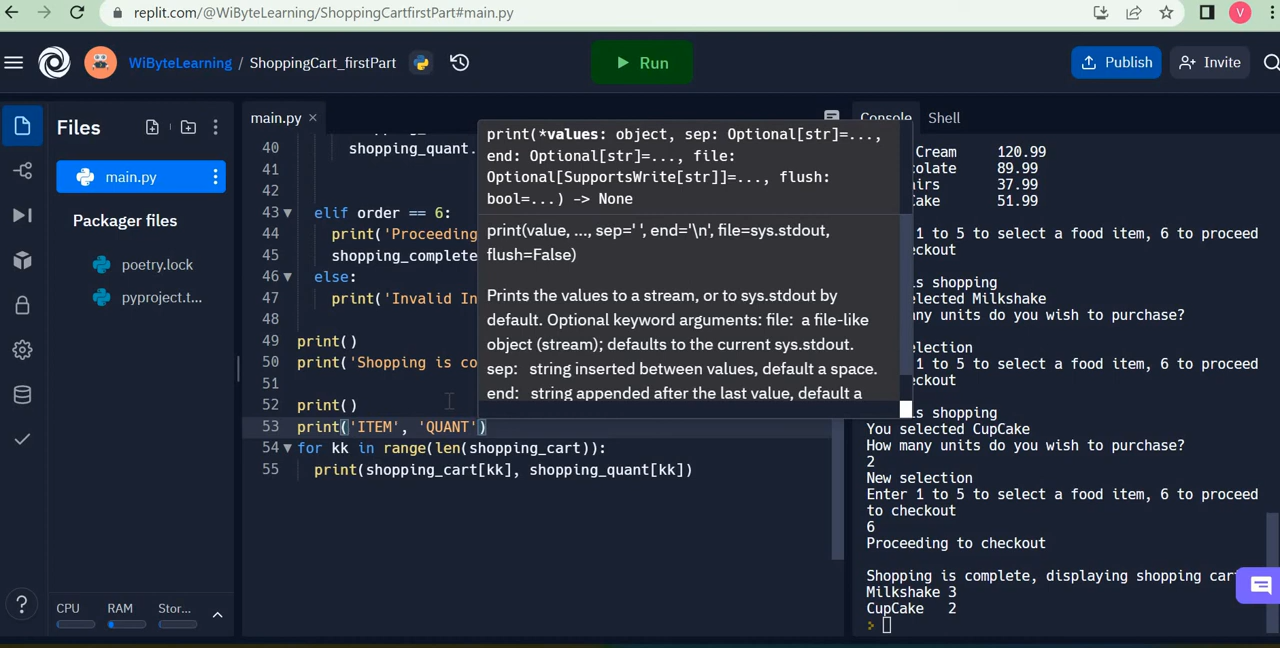 replit.com/@WiByteLearning/ShoppingCartfirstPart#main.py
V
WiByteLearning / ShoppingCart_firstPart
Run
Publish
Invite
Files
main.py
Packager files
poetry.lock
pyproject.t...
CPU RAM Stor...
main.py
40 shopping_quant.
41
42
43 elif order == 6:
44 print('Proceeding
45 shopping_complete
46 else:
47 print('Invalid In
48
49 print()
50 print('Shopping is co
51
52 print()
53 print('ITEM', 'QUANT')
54 for kk in range(len(shopping_cart)):
55 print(shopping_cart[kk], shopping_quant[kk])
print(*values: object, sep: Optional[str]=...,
end: Optional[str]=..., file:
Optional[SupportsWrite[str]]=..., flush:
bool=...) -> None
print(value, ..., sep=' ', end='\n', file=sys.stdout,
flush=False)
Prints the values to a stream, or to sys.stdout by
default. Optional keyword arguments: file: a file-like
object (stream); defaults to the current sys.stdout.
sep: string inserted between values, default a space.
end: string appended after the last value, default a
Console Shell
Cream 120.99
olate 89.99
irs 37.99
ake 51.99
1 to 5 to select a food item, 6 to proceed
ckout
s shopping
elected Milkshake
any units do you wish to purchase?
election
1 to 5 to select a food item, 6 to proceed
ckout
s shopping
You selected CupCake
How many units do you wish to purchase?
2
New selection
Enter 1 to 5 to select a food item, 6 to proceed
to checkout
6
Proceeding to checkout
Shopping is complete, displaying shopping car
Milkshake 3
CupCake 2
>